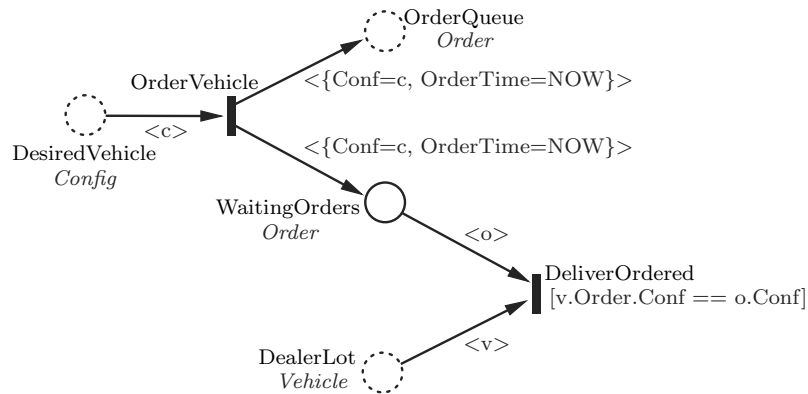 OrderQueue
Order
OrderVehicle
<{Conf=c, OrderTime=NOW}>
<c>
DesiredVehicle
Config
<{Conf=c, OrderTime=NOW}>
WaitingOrders
Order
<o>
DeliverOrdered
[v.Order.Conf == o.Conf]
<v>
DealerLot
Vehicle